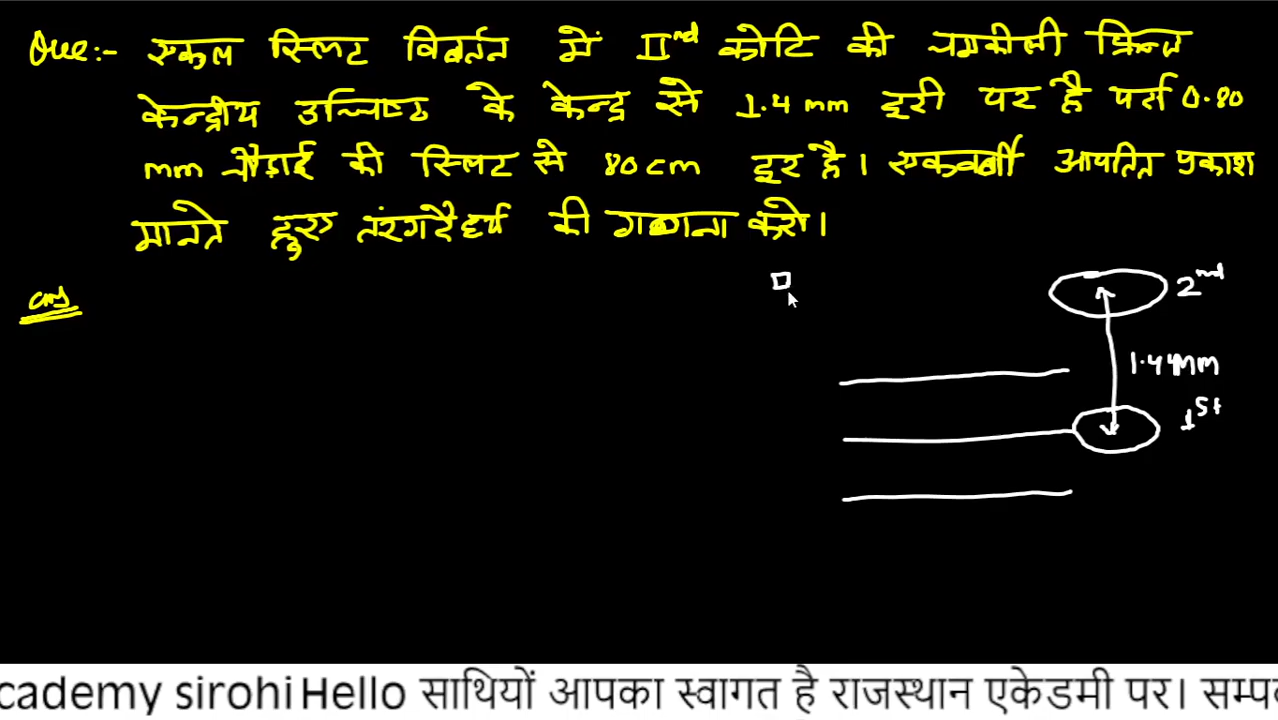 Que:- एकल स्लिट विवर्तन में IInd कोटि की चमकीली फ्रिन्ज
केन्द्रीय उच्चिष्ठ के केन्द्र से 1.4 mm दूरी पर है पर्दा 0.80
mm चौड़ाई की स्लिट से 80 cm दूर है। एकवर्णी आपतित प्रकाश
मानते हुए तरंगदैर्ध्य की गणना करो।
Ans
2nd
1.44mm
1st
cademy sirohi Hello साथियों आपका स्वागत है राजस्थान एकेडमी पर। सम्पत